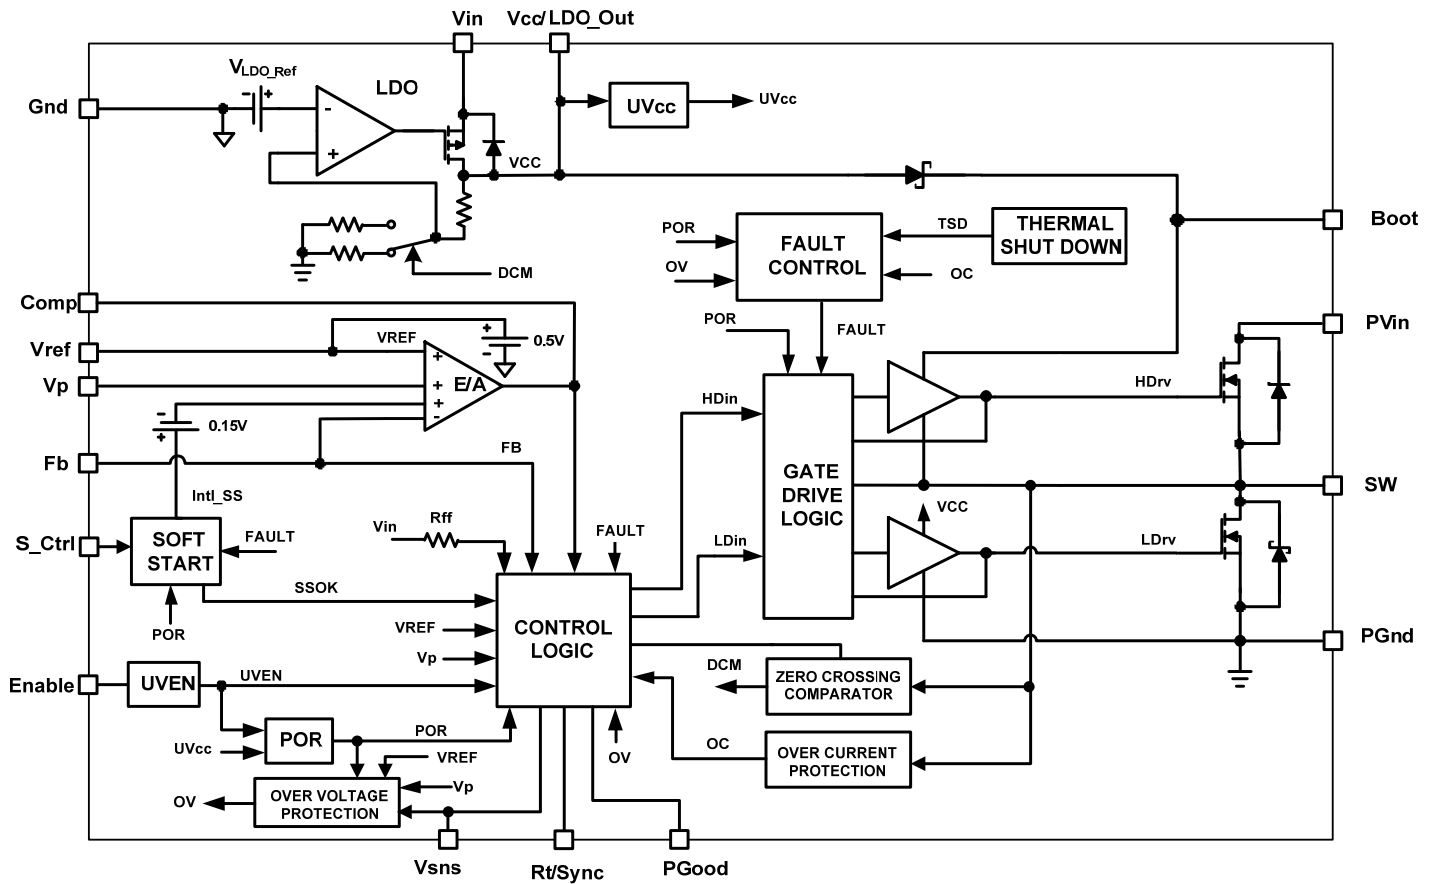 Vin
Vcc/ LDO_Out
VLDO_Ref
LDO
Gnd
-
+
-
+
UVcc
UVcc
VCC
Boot
DCM
POR
OV
FAULT
CONTROL
TSD
THERMAL
SHUT DOWN
OC
Comp
Vref
VREF
+
-
0.5V
POR
FAULT
PVin
Vp
+
+
+
-
E/A
HDin
HDrv
-
+
0.15V
Fb
FB
GATE
DRIVE
LOGIC
SW
Intl_SS
VCC
Vin
Rff
FAULT
LDin
LDrv
S_Ctrl
SOFT
START
FAULT
SSOK
POR
VREF
Vp
CONTROL
LOGIC
PGnd
Enable
UVEN
UVEN
DCM
ZERO CROSSING
COMPARATOR
UVcc
POR
POR
VREF
OV
OC
OVER CURRENT
PROTECTION
OV
OVER VOLTAGE
PROTECTION
Vp
Vsns
Rt/Sync
PGood